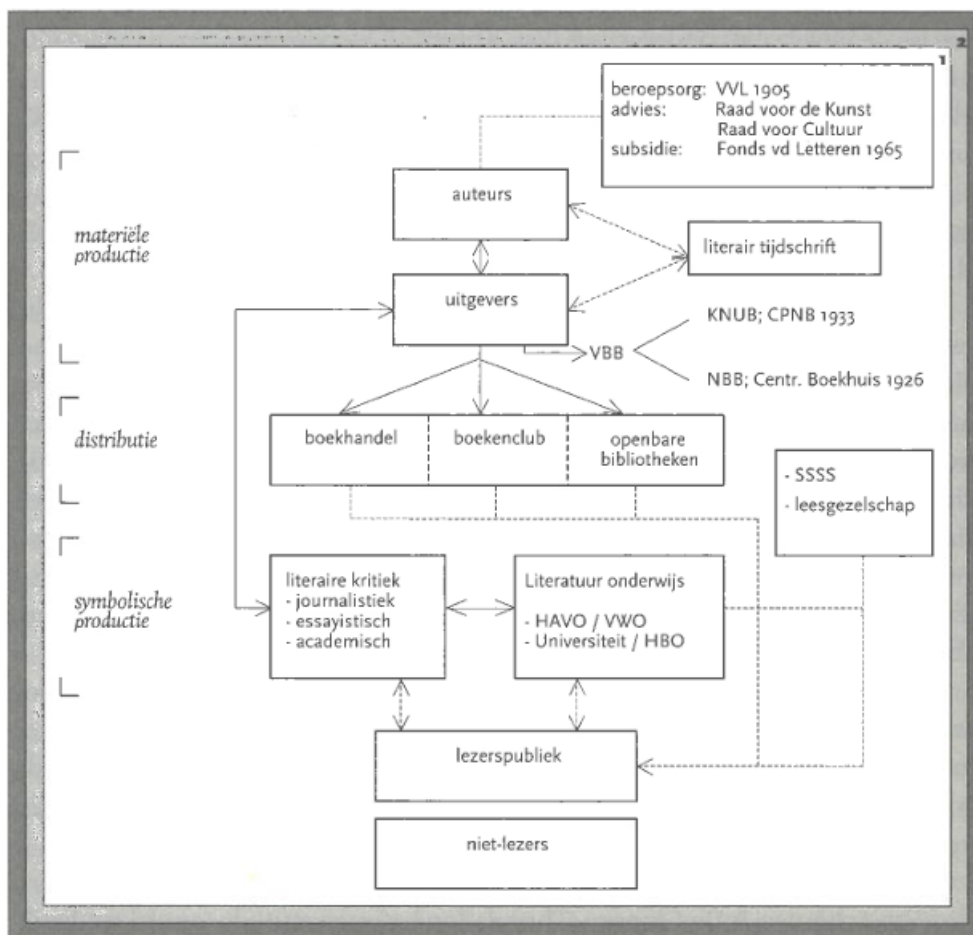 2
1
beroepsorg: VVL 1905
advies: Raad voor de Kunst
Raad voor Cultuur
subsidie: Fonds vd Letteren 1965
auteurs
materiële
productie
literair tijdschrift
uitgevers
KNUB; CPNB 1933
VBB
NBB; Centr. Boekhuis 1926
distributie
boekhandel
boekenclub
openbare
bibliotheken
- SSSS
- leesgezelschap
symbolische
productie
literaire kritiek
- journalistiek
- essayistisch
- academisch
Literatuur onderwijs
- HAVO / VWO
- Universiteit / HBO
lezerspubliek
niet-lezers